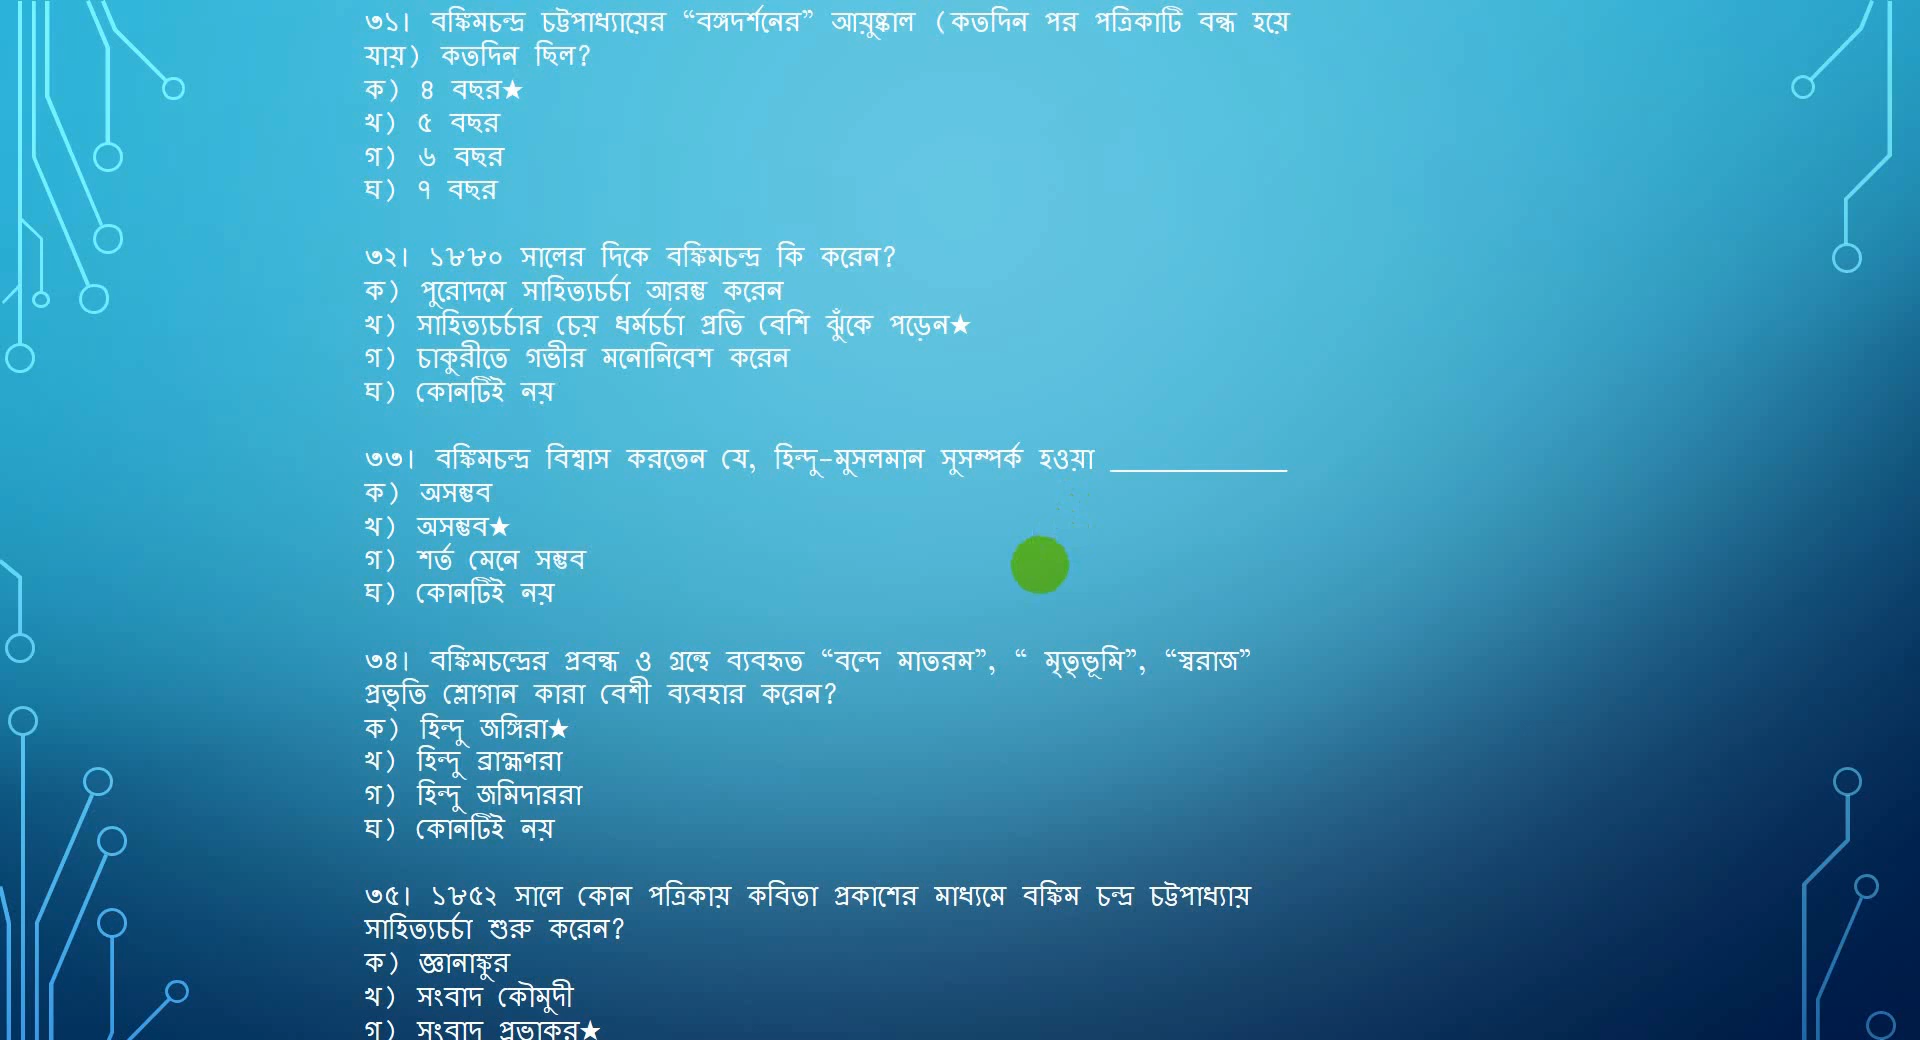 ৩১। বঙ্কিমচন্দ্র চট্টপাধ্যায়ের “বঙ্গদর্শনের” আয়ুষ্কাল (কতদিন পর পত্রিকাটি বন্ধ হয়ে
যায়) কতদিন ছিল?
ক) ৪ বছর★
খ) ৫ বছর
গ) ৬ বছর
ঘ) ৭ বছর
৩২। ১৮৮০ সালের দিকে বঙ্কিমচন্দ্র কি করেন?
ক) পুরোদমে সাহিত্যচর্চা আরম্ভ করেন
খ) সাহিত্যচর্চার চেয় ধর্মচর্চা প্রতি বেশি ঝুঁকে পড়েন★
গ) চাকুরীতে গভীর মনোনিবেশ করেন
ঘ) কোনটিই নয়
৩৩। বঙ্কিমচন্দ্র বিশ্বাস করতেন যে, হিন্দু-মুসলমান সুসম্পর্ক হওয়া ___________
ক) অসম্ভব
খ) অসম্ভব★
গ) শর্ত মেনে সম্ভব
ঘ) কোনটিই নয়
৩৪। বঙ্কিমচন্দ্রের প্রবন্ধ ও গ্রন্থে ব্যবহৃত “বন্দে মাতরম”, “ মৃতৃভূমি”, “স্বরাজ”
প্রভৃতি শ্লোগান কারা বেশী ব্যবহার করেন?
ক) হিন্দু জঙ্গিরা★
খ) হিন্দু ব্রাহ্মণরা
গ) হিন্দু জমিদাররা
ঘ) কোনটিই নয়
৩৫। ১৮৫২ সালে কোন পত্রিকায় কবিতা প্রকাশের মাধ্যমে বঙ্কিম চন্দ্র চট্টপাধ্যায়
সাহিত্যচর্চা শুরু করেন?
ক) জ্ঞানাঙ্কুর
খ) সংবাদ কৌমুদী
গ) সংবাদ প্রভাকর★